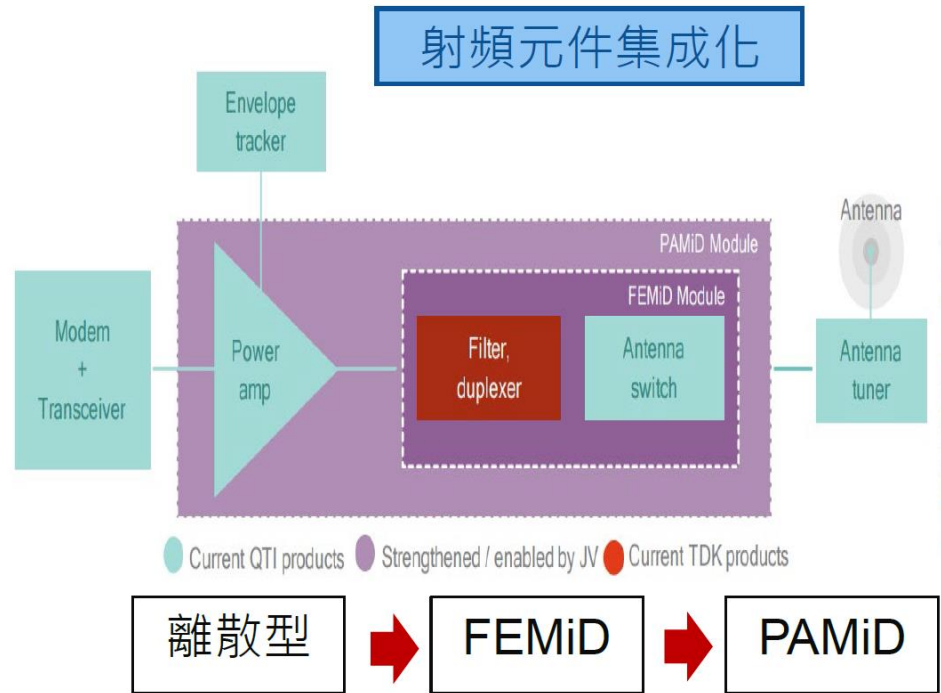 射頻元件集成化
Envelope
tracker
Antenna
PAMiD Module
FEMiD Module
Modem
+
Transceiver
Power
amp
Filter,
duplexer
Antenna
switch
Antenna
tuner
Current QTI products
Strengthened / enabled by JV
Current TDK products
離散型
FEMiD
PAMiD